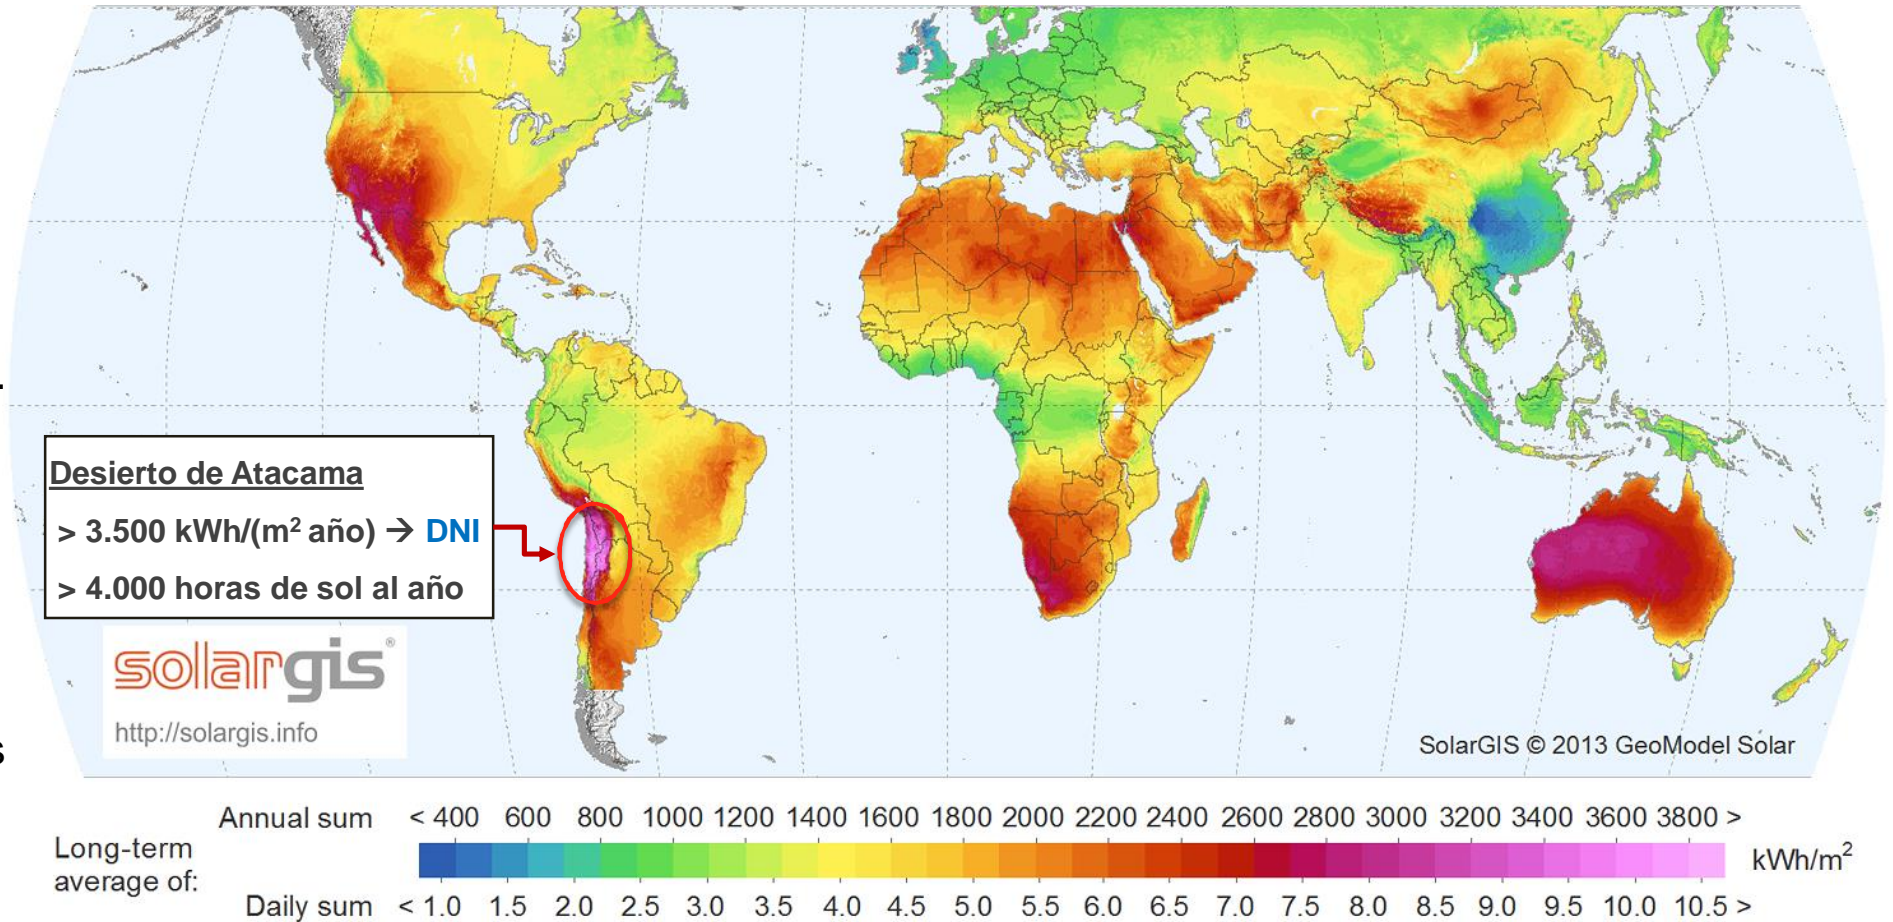 Desierto de Atacama
> 3.500 kWh/(m² año) → DNI
> 4.000 horas de sol al año
solargis®
http://solargis.info
s
SolarGIS © 2013 GeoModel Solar
Annual sum < 400 600 800 1000 1200 1400 1600 1800 2000 2200 2400 2600 2800 3000 3200 3400 3600 3800 >
Long-term
average of:
kWh/m²
Daily sum < 1.0 1.5 2.0 2.5 3.0 3.5 4.0 4.5 5.0 5.5 6.0 6.5 7.0 7.5 8.0 8.5 9.0 9.5 10.0 10.5 >